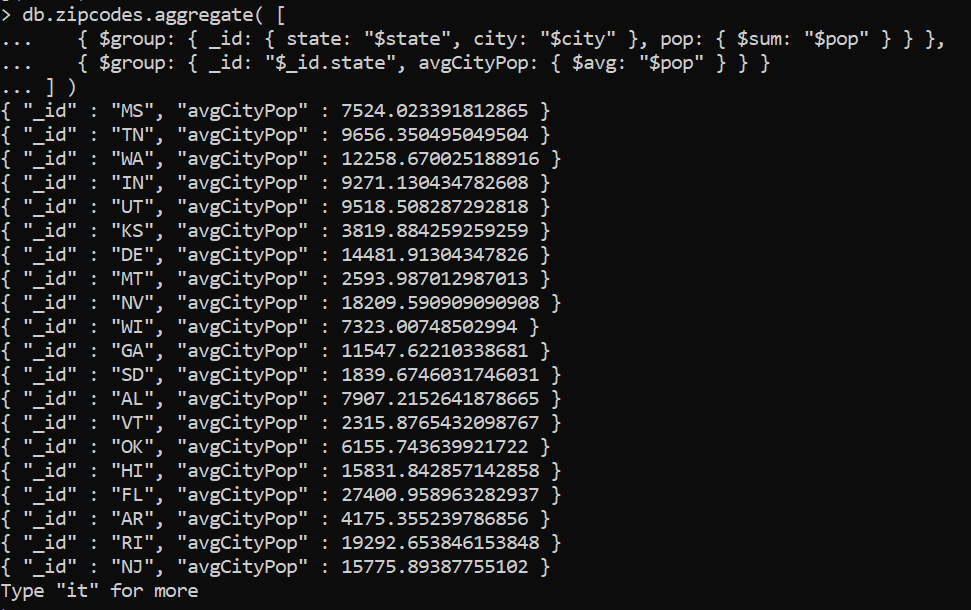 > db.zipcodes.aggregate( [
...    { $group: { _id: { state: "$state", city: "$city" }, pop: { $sum: "$pop" } } },
...    { $group: { _id: "$_id.state", avgCityPop: { $avg: "$pop" } } }
... ] )
{ "_id" : "MS", "avgCityPop" : 7524.023391812865 }
{ "_id" : "TN", "avgCityPop" : 9656.350495049504 }
{ "_id" : "WA", "avgCityPop" : 12258.670025188916 }
{ "_id" : "IN", "avgCityPop" : 9271.130434782608 }
{ "_id" : "UT", "avgCityPop" : 9518.508287292818 }
{ "_id" : "KS", "avgCityPop" : 3819.884259259259 }
{ "_id" : "DE", "avgCityPop" : 14481.91304347826 }
{ "_id" : "MT", "avgCityPop" : 2593.987012987013 }
{ "_id" : "NV", "avgCityPop" : 18209.590909090908 }
{ "_id" : "WI", "avgCityPop" : 7323.00748502994 }
{ "_id" : "GA", "avgCityPop" : 11547.62210338681 }
{ "_id" : "SD", "avgCityPop" : 1839.6746031746031 }
{ "_id" : "AL", "avgCityPop" : 7907.2152641878665 }
{ "_id" : "VT", "avgCityPop" : 2315.8765432098767 }
{ "_id" : "OK", "avgCityPop" : 6155.743639921722 }
{ "_id" : "HI", "avgCityPop" : 15831.842857142858 }
{ "_id" : "FL", "avgCityPop" : 27400.958963282937 }
{ "_id" : "AR", "avgCityPop" : 4175.355239786856 }
{ "_id" : "RI", "avgCityPop" : 19292.653846153848 }
{ "_id" : "NJ", "avgCityPop" : 15775.89387755102 }
Type "it" for more